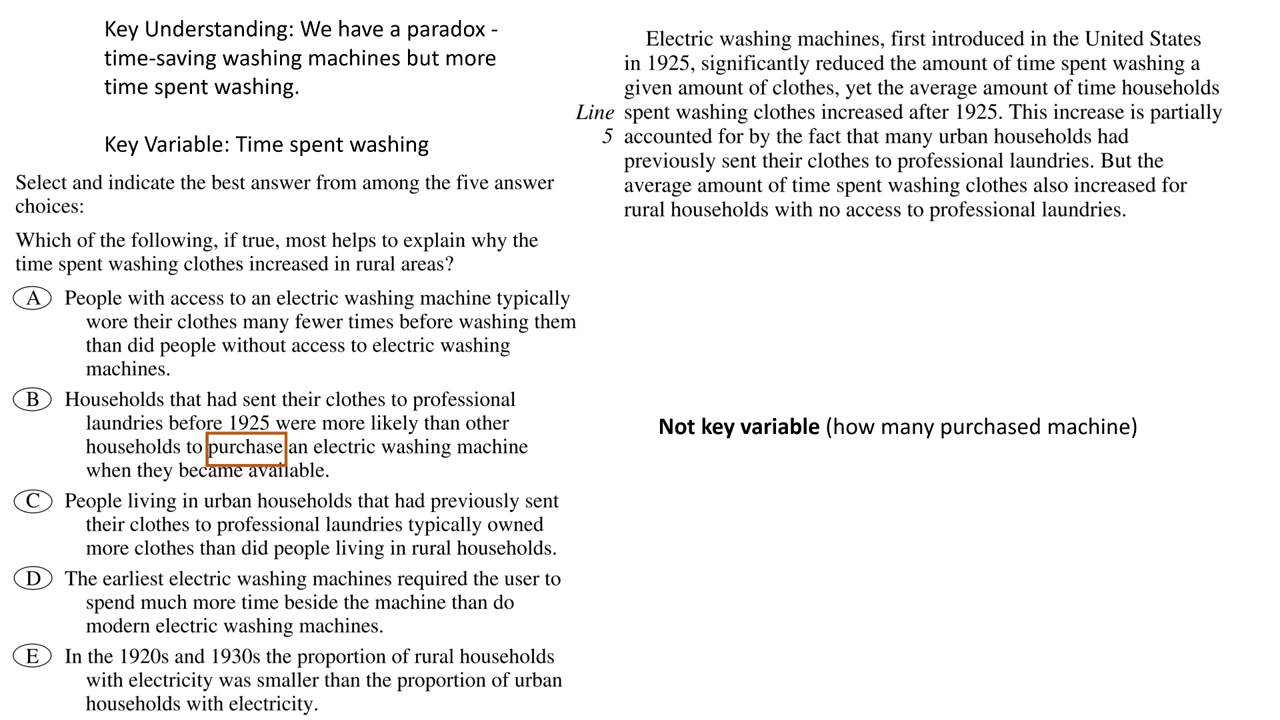 Key Understanding: We have a paradox -
time-saving washing machines but more
time spent washing.
Key Variable: Time spent washing
Select and indicate the best answer from among the five answer
choices:
Which of the following, if true, most helps to explain why the
time spent washing clothes increased in rural areas?
A People with access to an electric washing machine typically
wore their clothes many fewer times before washing them
than did people without access to electric washing
machines.
B Households that had sent their clothes to professional
laundries before 1925 were more likely than other
households to purchase an electric washing machine
when they became available.
C People living in urban households that had previously sent
their clothes to professional laundries typically owned
more clothes than did people living in rural households.
D The earliest electric washing machines required the user to
spend much more time beside the machine than do
modern electric washing machines.
E In the 1920s and 1930s the proportion of rural households
with electricity was smaller than the proportion of urban
households with electricity.
Electric washing machines, first introduced in the United States
in 1925, significantly reduced the amount of time spent washing a
given amount of clothes, yet the average amount of time households
Line spent washing clothes increased after 1925. This increase is partially
5 accounted for by the fact that many urban households had
previously sent their clothes to professional laundries. But the
average amount of time spent washing clothes also increased for
rural households with no access to professional laundries.
Not key variable (how many purchased machine)